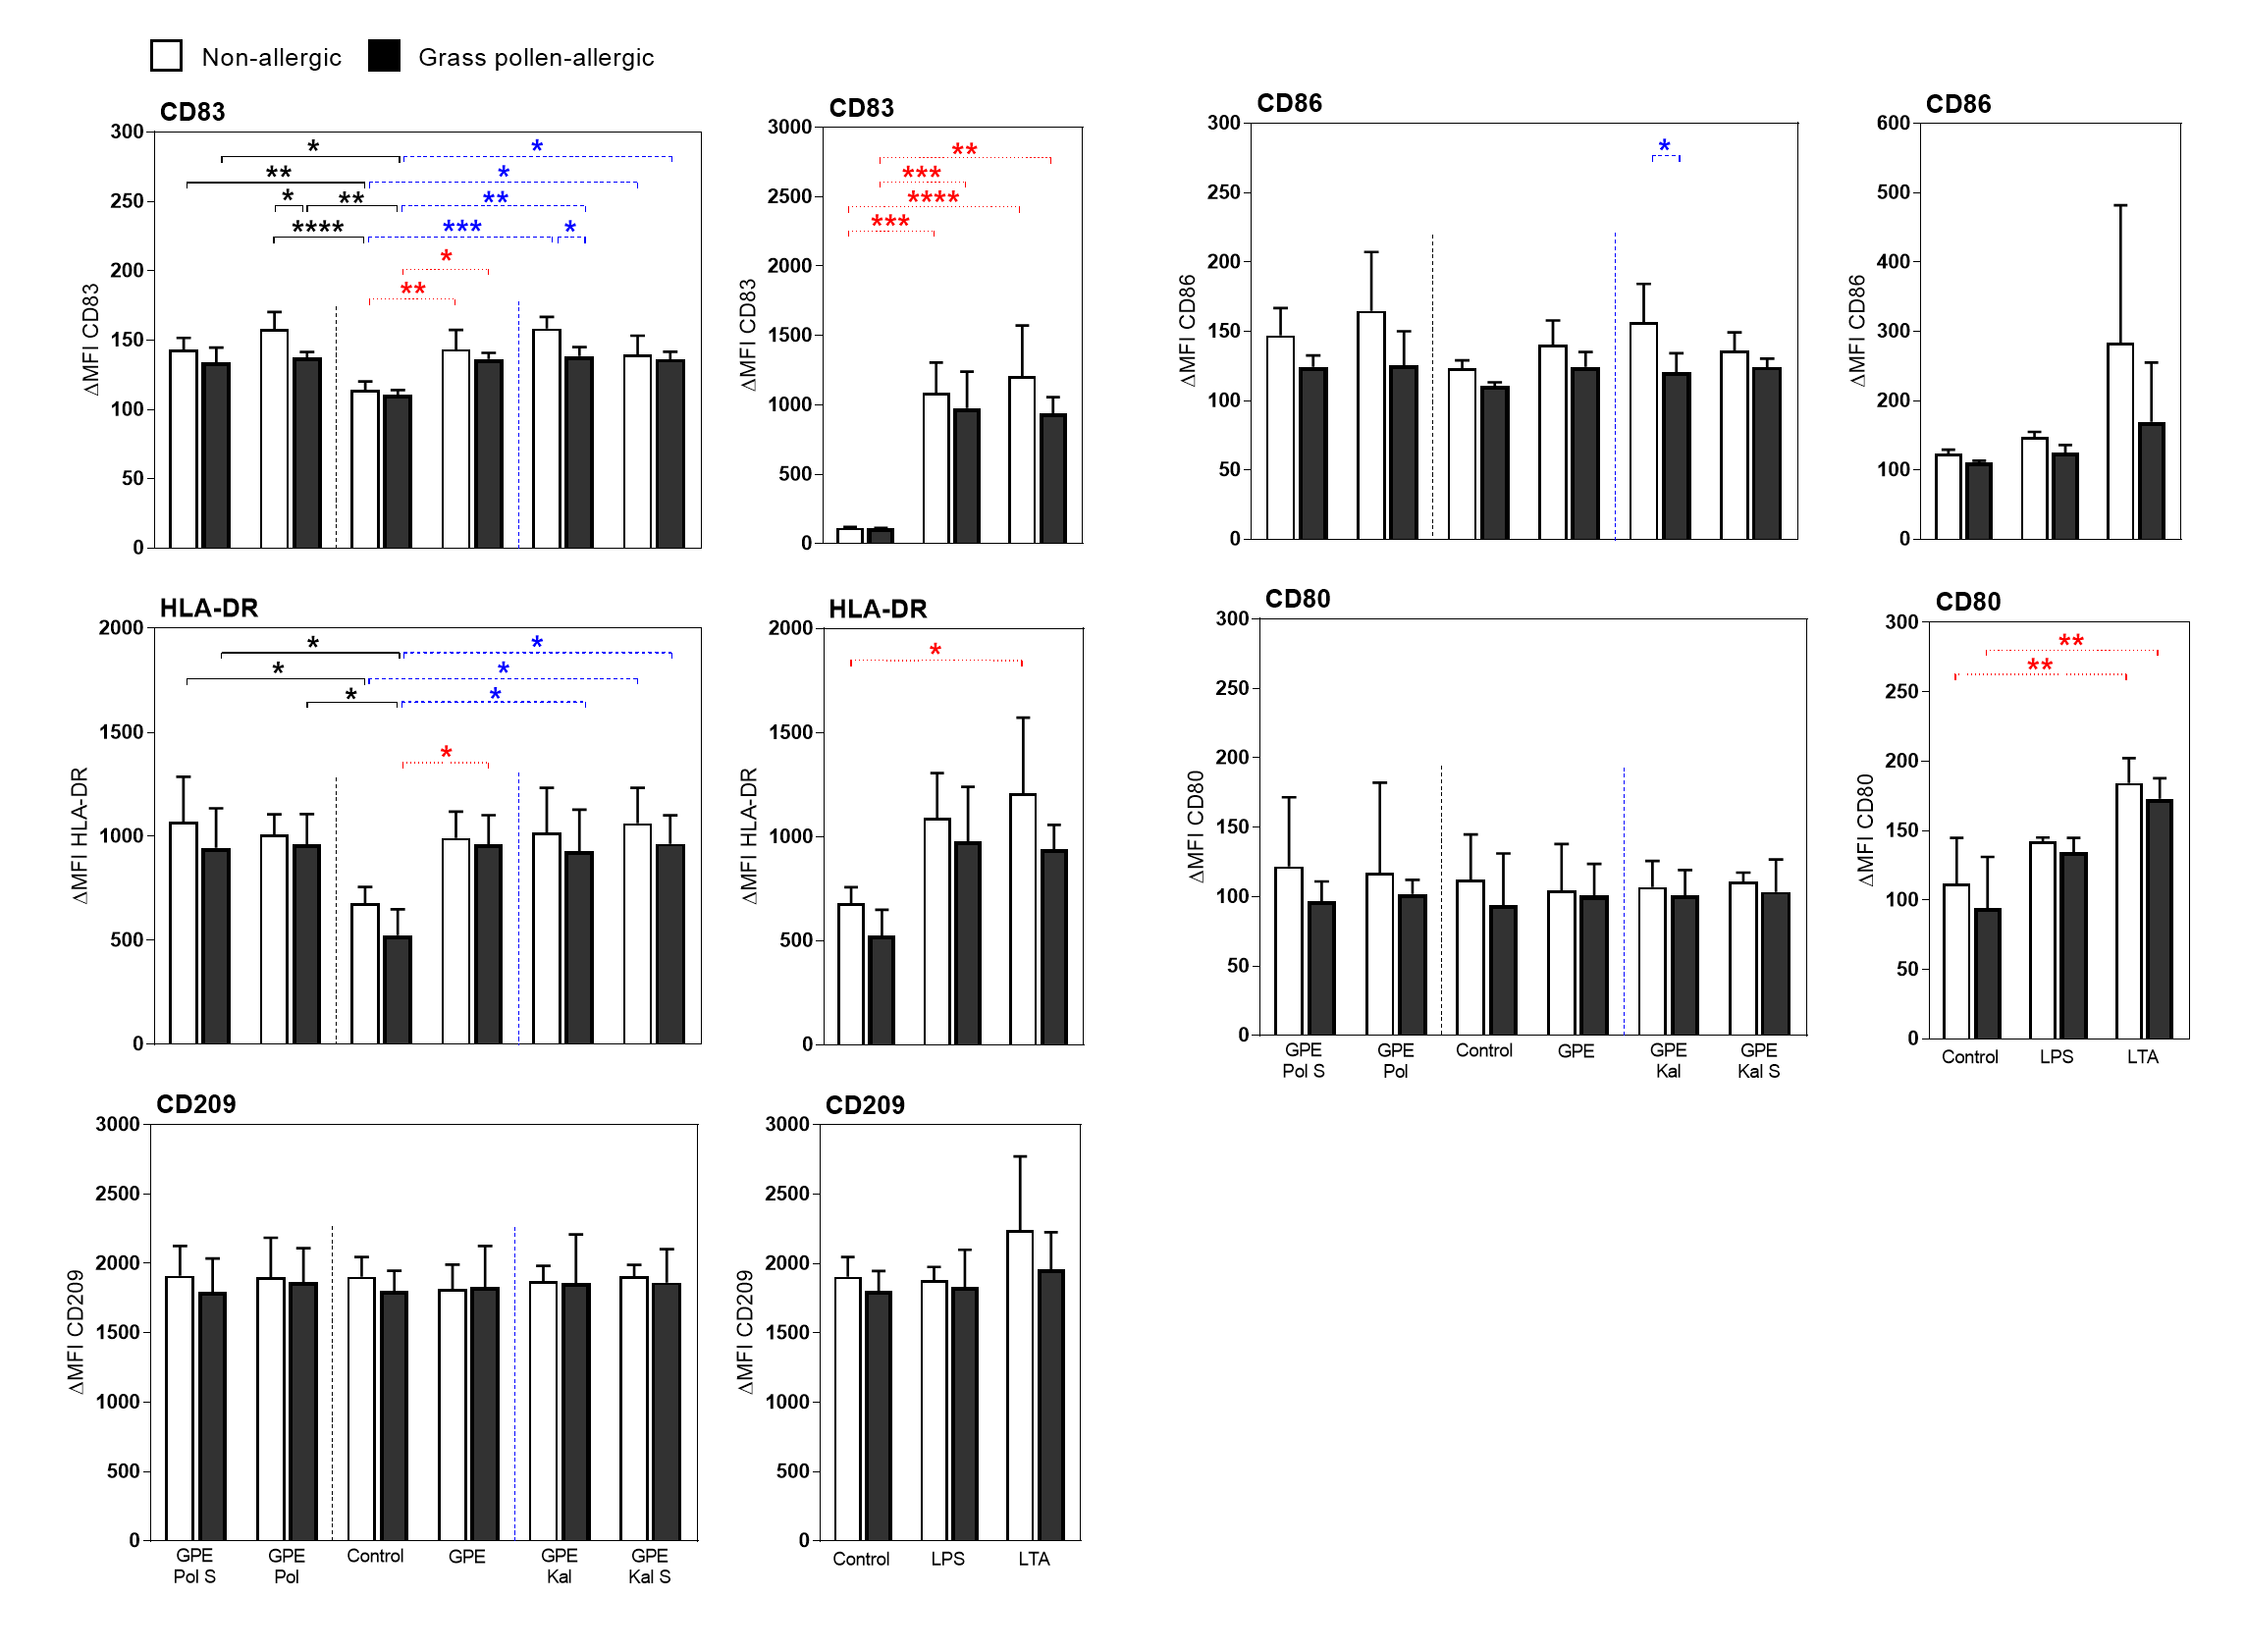 Non-allergic Grass pollen-allergic
CD83
300
250
200
150
100
50
0
ΔMFI CD83
*
*
**
*
*
**
**
****
***
*
*
**
CD83
3000
2500
2000
1500
1000
500
0
ΔMFI CD83
**
***
****
***
CD86
300
250
200
150
100
50
0
ΔMFI CD86
*
CD86
600
500
400
300
200
100
0
ΔMFI CD86
HLA-DR
2000
1500
1000
500
0
ΔMFI HLA-DR
*
*
*
*
*
*
*
HLA-DR
2000
1500
1000
500
0
ΔMFI HLA-DR
*
CD80
300
250
200
150
100
50
0
ΔMFI CD80
GPE Pol S
GPE Pol
Control
GPE
GPE Kal
GPE Kal S
CD80
300
250
200
150
100
50
0
ΔMFI CD80
**
**
Control LPS LTA
CD209
3000
2500
2000
1500
1000
500
0
ΔMFI CD209
GPE Pol S
GPE Pol
Control
GPE
GPE Kal
GPE Kal S
CD209
3000
2500
2000
1500
1000
500
0
ΔMFI CD209
Control LPS LTA